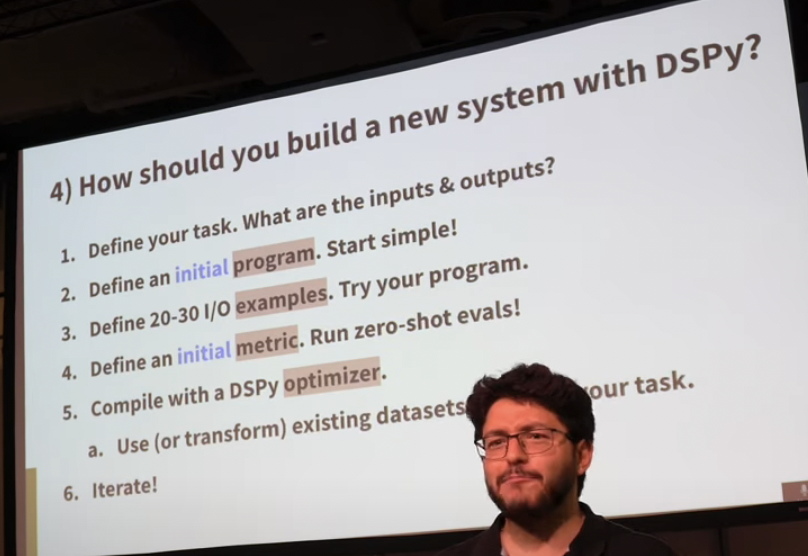 4) How should you build a new system with DSPy?
1. Define your task. What are the inputs & outputs?
2. Define an initial program. Start simple!
3. Define 20-30 I/O examples. Try your program.
4. Define an initial metric. Run zero-shot evals!
5. Compile with a DSPy optimizer.
a. Use (or transform) existing datasets our task.
6. Iterate!